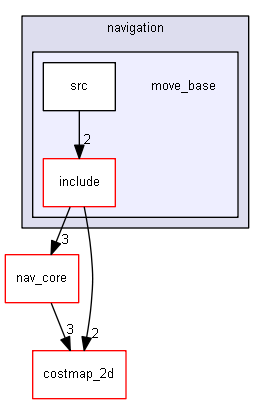 navigation
src
move_base
2
include
3
nav_core
3
2
costmap_2d